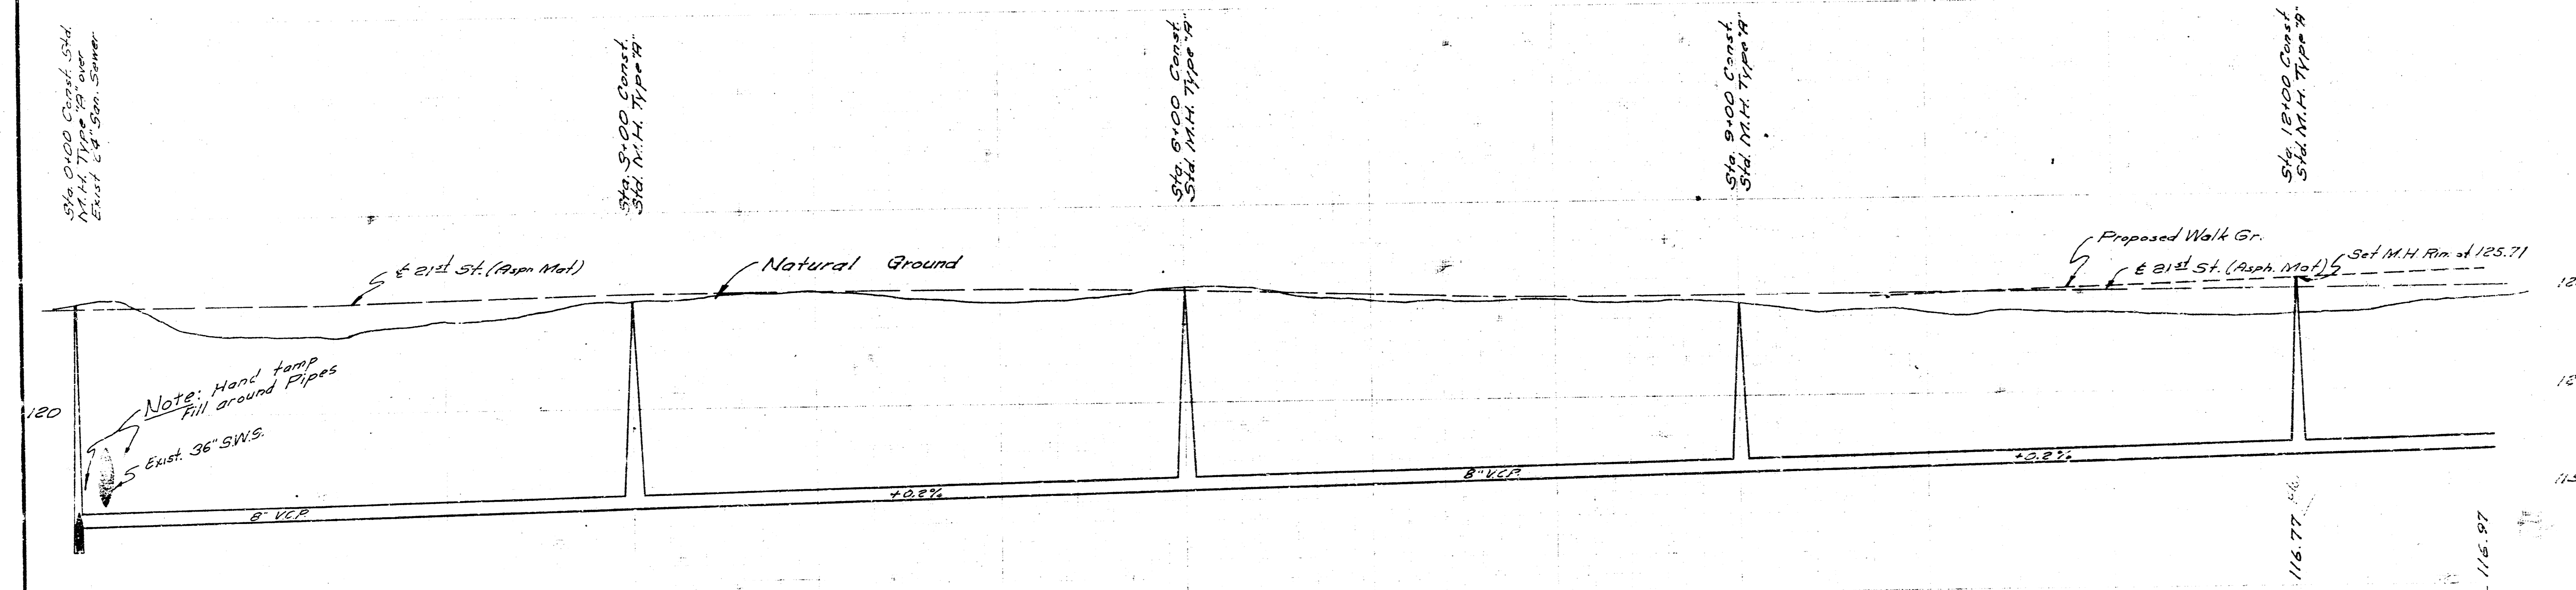 Sta. 0+00 Const. Std.
M.H. Type "A" over
Exist 24" San. Sewer
Sta. 3+00 Const.
Std. M.H. Type "A"
Sta. 6+00 Const.
Std. M.H. Type "A"
Sta. 9+00 Const.
Std. M.H. Type "A"
Sta. 12+00 Const
Std. M.H. Type "A"
℄ 21st St. (Asph Mat)
Natural Ground
Proposed Walk Gr.
℄ 21st St. (Asph. Mat)
Set M.H. Rim at 125.71
Note: Hand tamp
Fill around Pipes
120
Exist. 36" S.W.S.
8" V.C.P.
+0.2%
8" V.C.P.
+0.2%
116.77
116.97